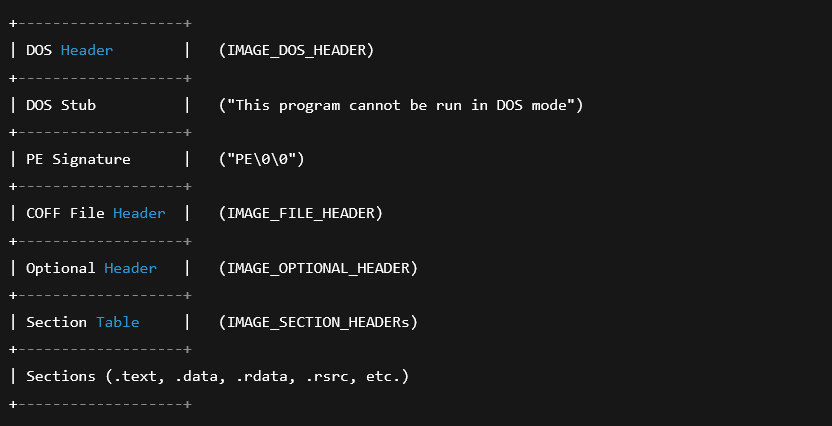 +-------------------+
| DOS Header        |   (IMAGE_DOS_HEADER)
+-------------------+
| DOS Stub          |   ("This program cannot be run in DOS mode")
+-------------------+
| PE Signature      |   ("PE\0\0")
+-------------------+
| COFF File Header  |   (IMAGE_FILE_HEADER)
+-------------------+
| Optional Header   |   (IMAGE_OPTIONAL_HEADER)
+-------------------+
| Section Table     |   (IMAGE_SECTION_HEADERs)
+-------------------+
| Sections (.text, .data, .rdata, .rsrc, etc.)
+-------------------+